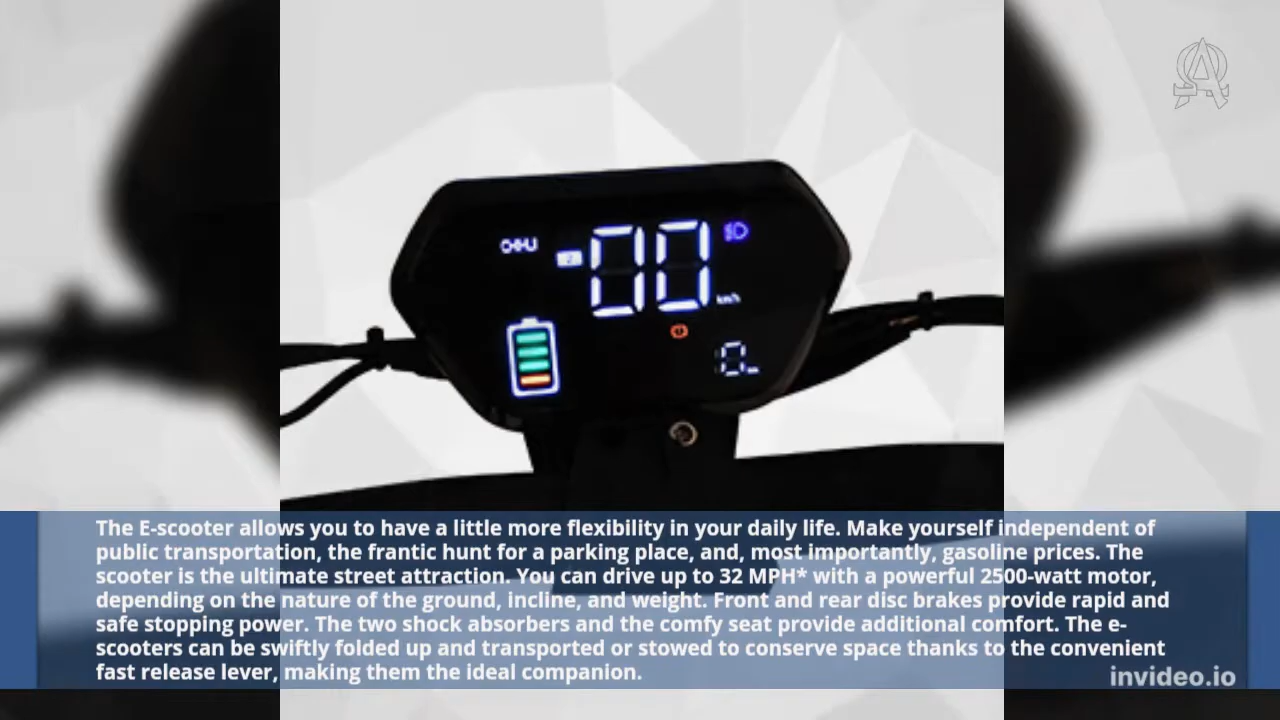 00
km/h
0
The E-scooter allows you to have a little more flexibility in your daily life. Make yourself independent of
public transportation, the frantic hunt for a parking place, and, most importantly, gasoline prices. The
scooter is the ultimate street attraction. You can drive up to 32 MPH* with a powerful 2500-watt motor,
depending on the nature of the ground, incline, and weight. Front and rear disc brakes provide rapid and
safe stopping power. The two shock absorbers and the comfy seat provide additional comfort. The e-
scooters can be swiftly folded up and transported or stowed to conserve space thanks to the convenient
fast release lever, making them the ideal companion.
invideo.io